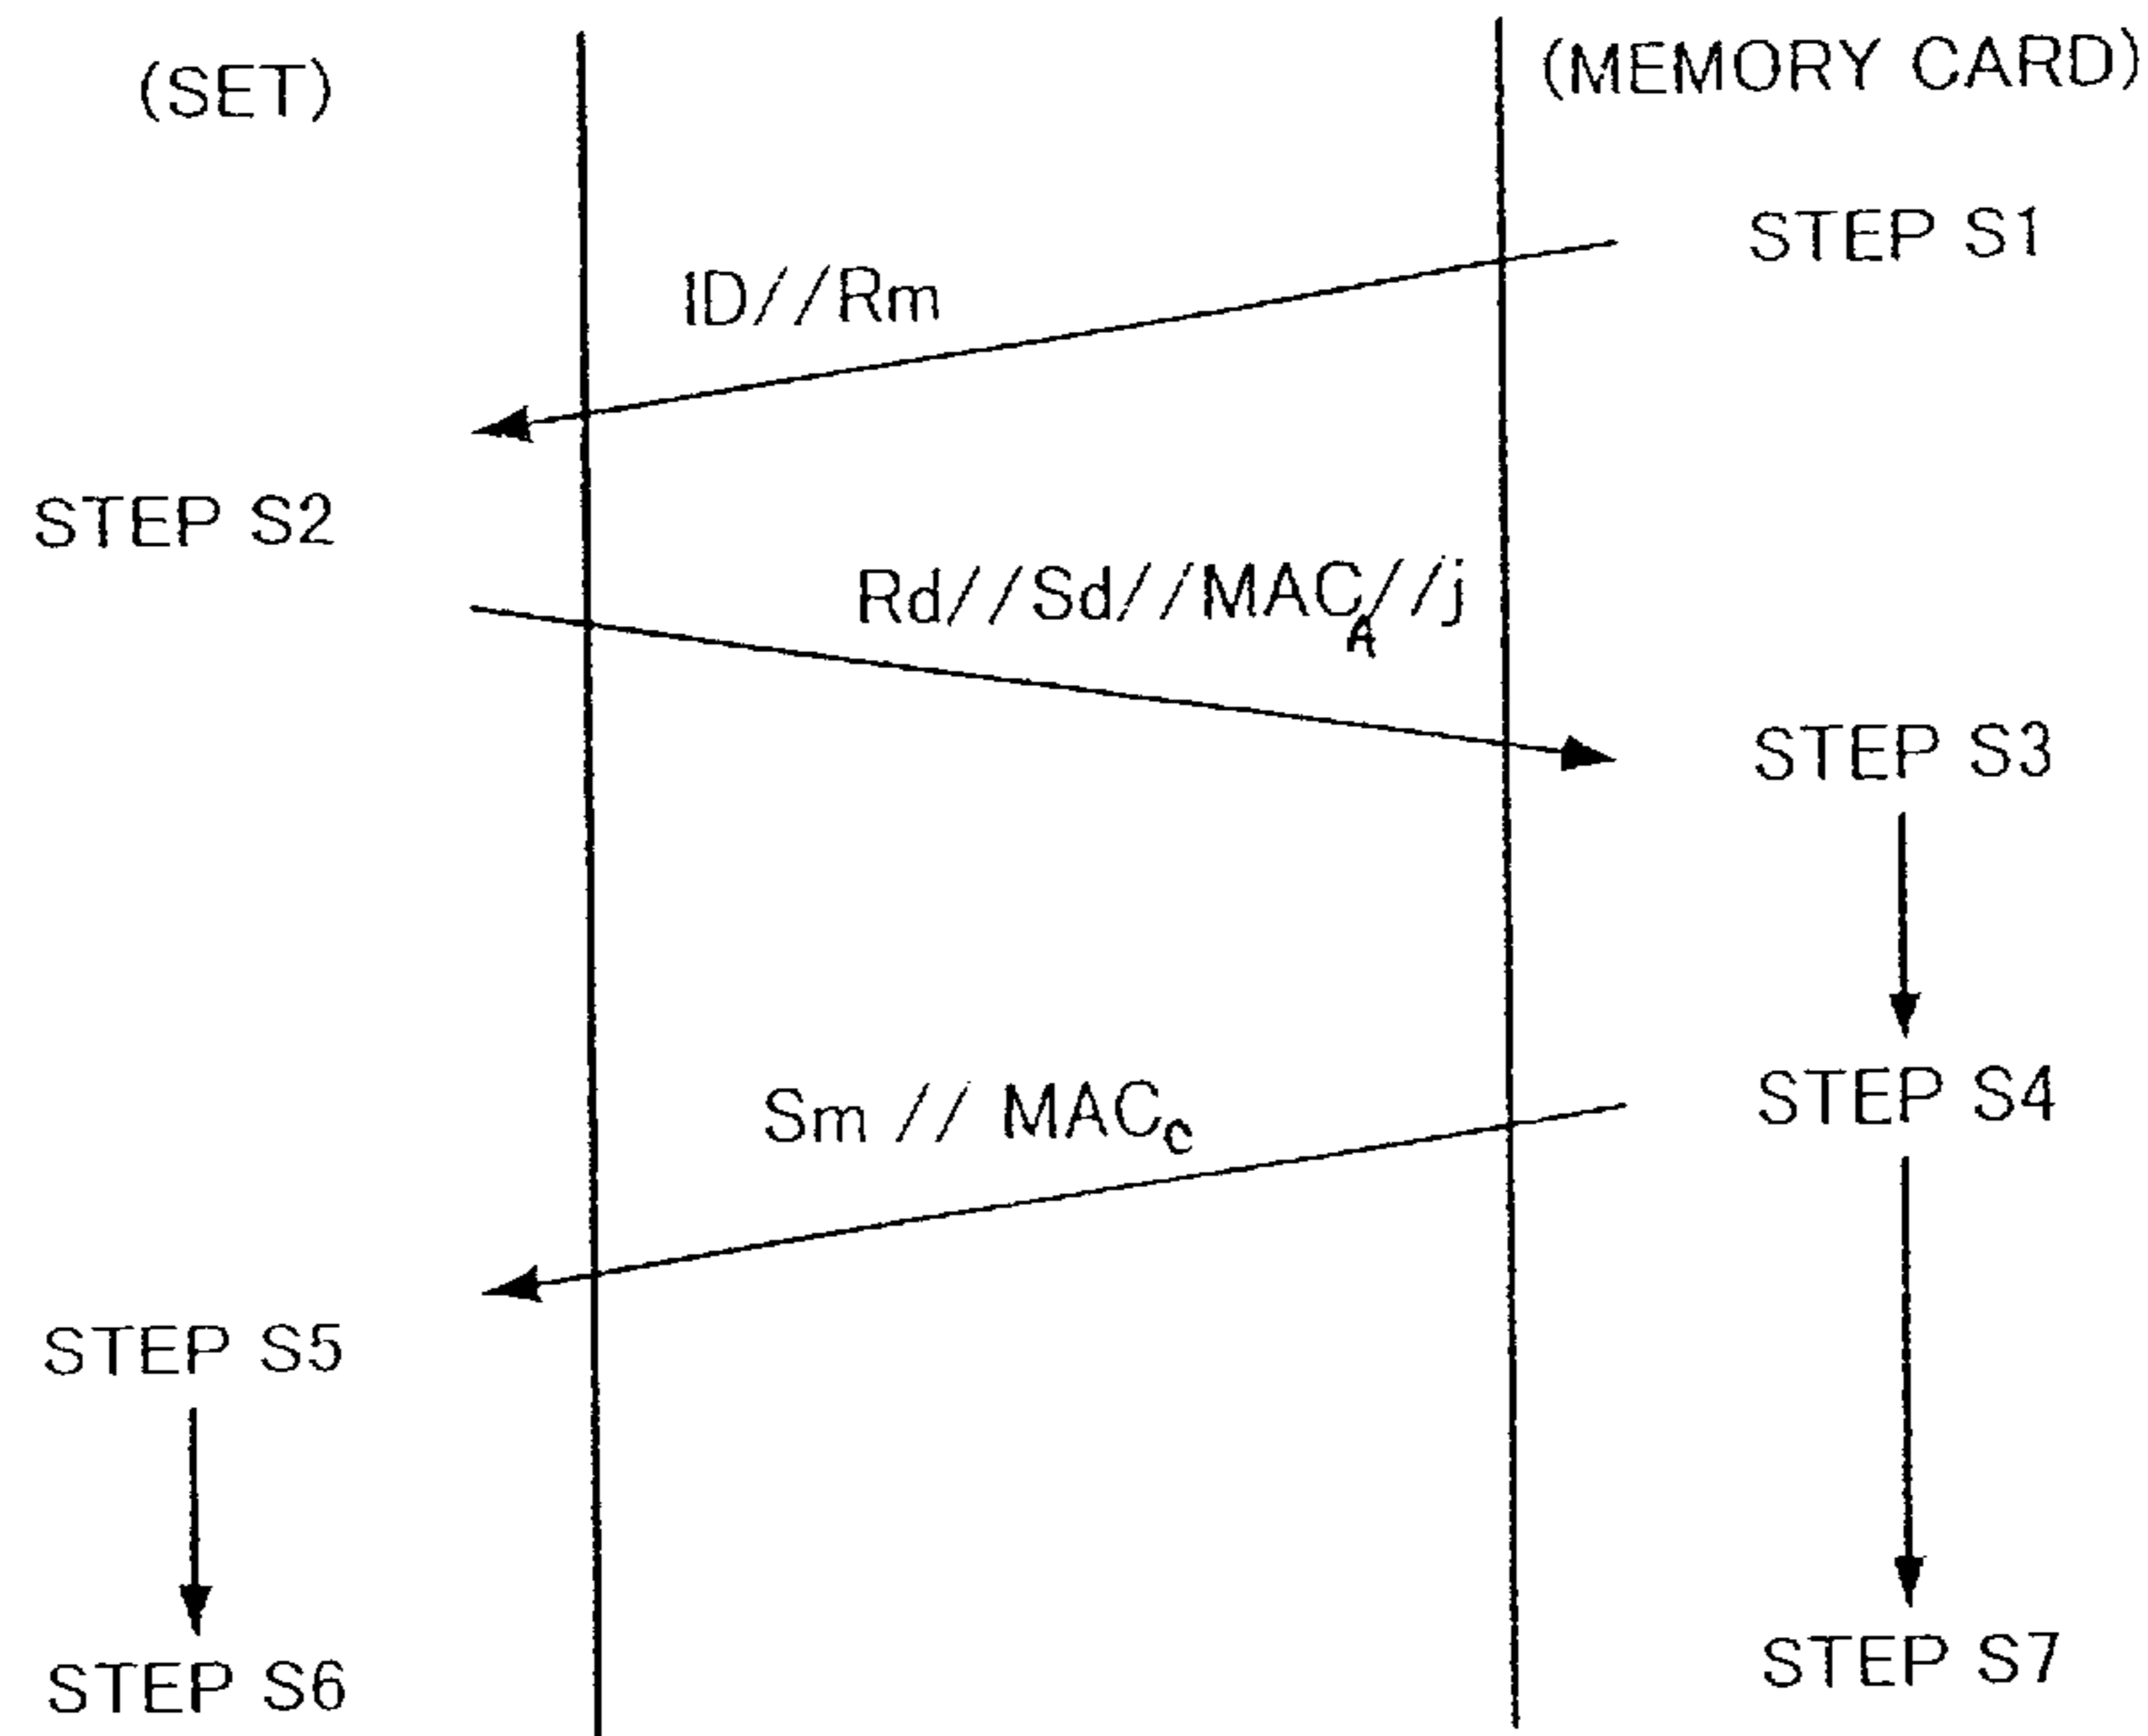 (SET)
(MEMORY CARD)
STEP S1
ID//Rm
STEP S2
Rd//Sd//MACA//j
STEP S3
Sm // MACC
STEP S4
STEP S5
STEP S6
STEP S7